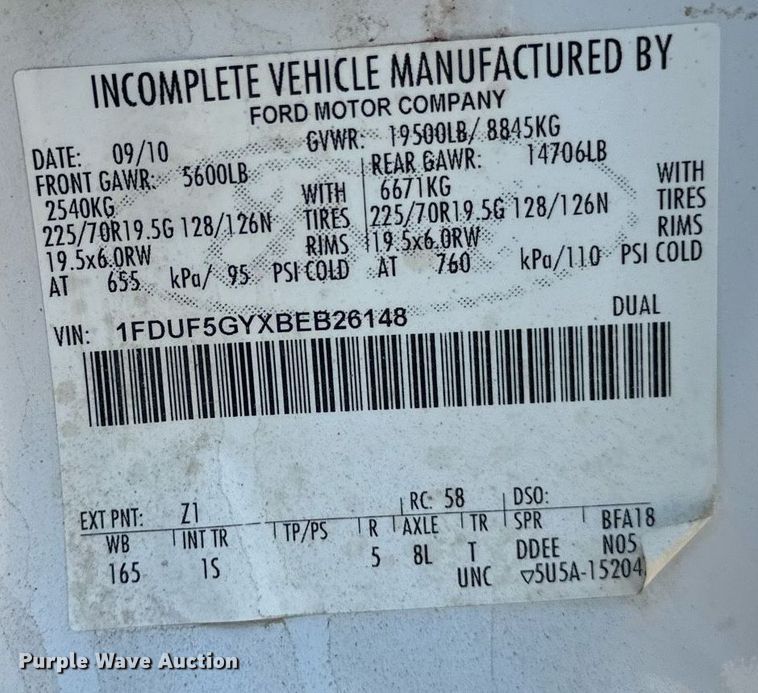 INCOMPLETE VEHICLE MANUFACTURED BY
FORD MOTOR COMPANY
DATE: 09/10 GVWR: 19500LB/ 8845KG
FRONT GAWR: 5600LB REAR GAWR: 14706LB
2540KG WITH 6671KG WITH
225/70R19.5G 128/126N TIRES 225/70R19.5G 128/126N TIRES
19.5x6.0RW RIMS 19.5x6.0RW RIMS
AT 655 kPa/ 95 PSI COLD AT 760 kPa/110 PSI COLD
VIN: 1FDUF5GYXBEB26148 DUAL
EXT PNT: Z1 RC: 58 DSO:
WB INT TR TP/PS R AXLE TR SPR BFA18
165 1S 5 8L T DDEE N05
UNC ▽5U5A-15204
Purple Wave Auction